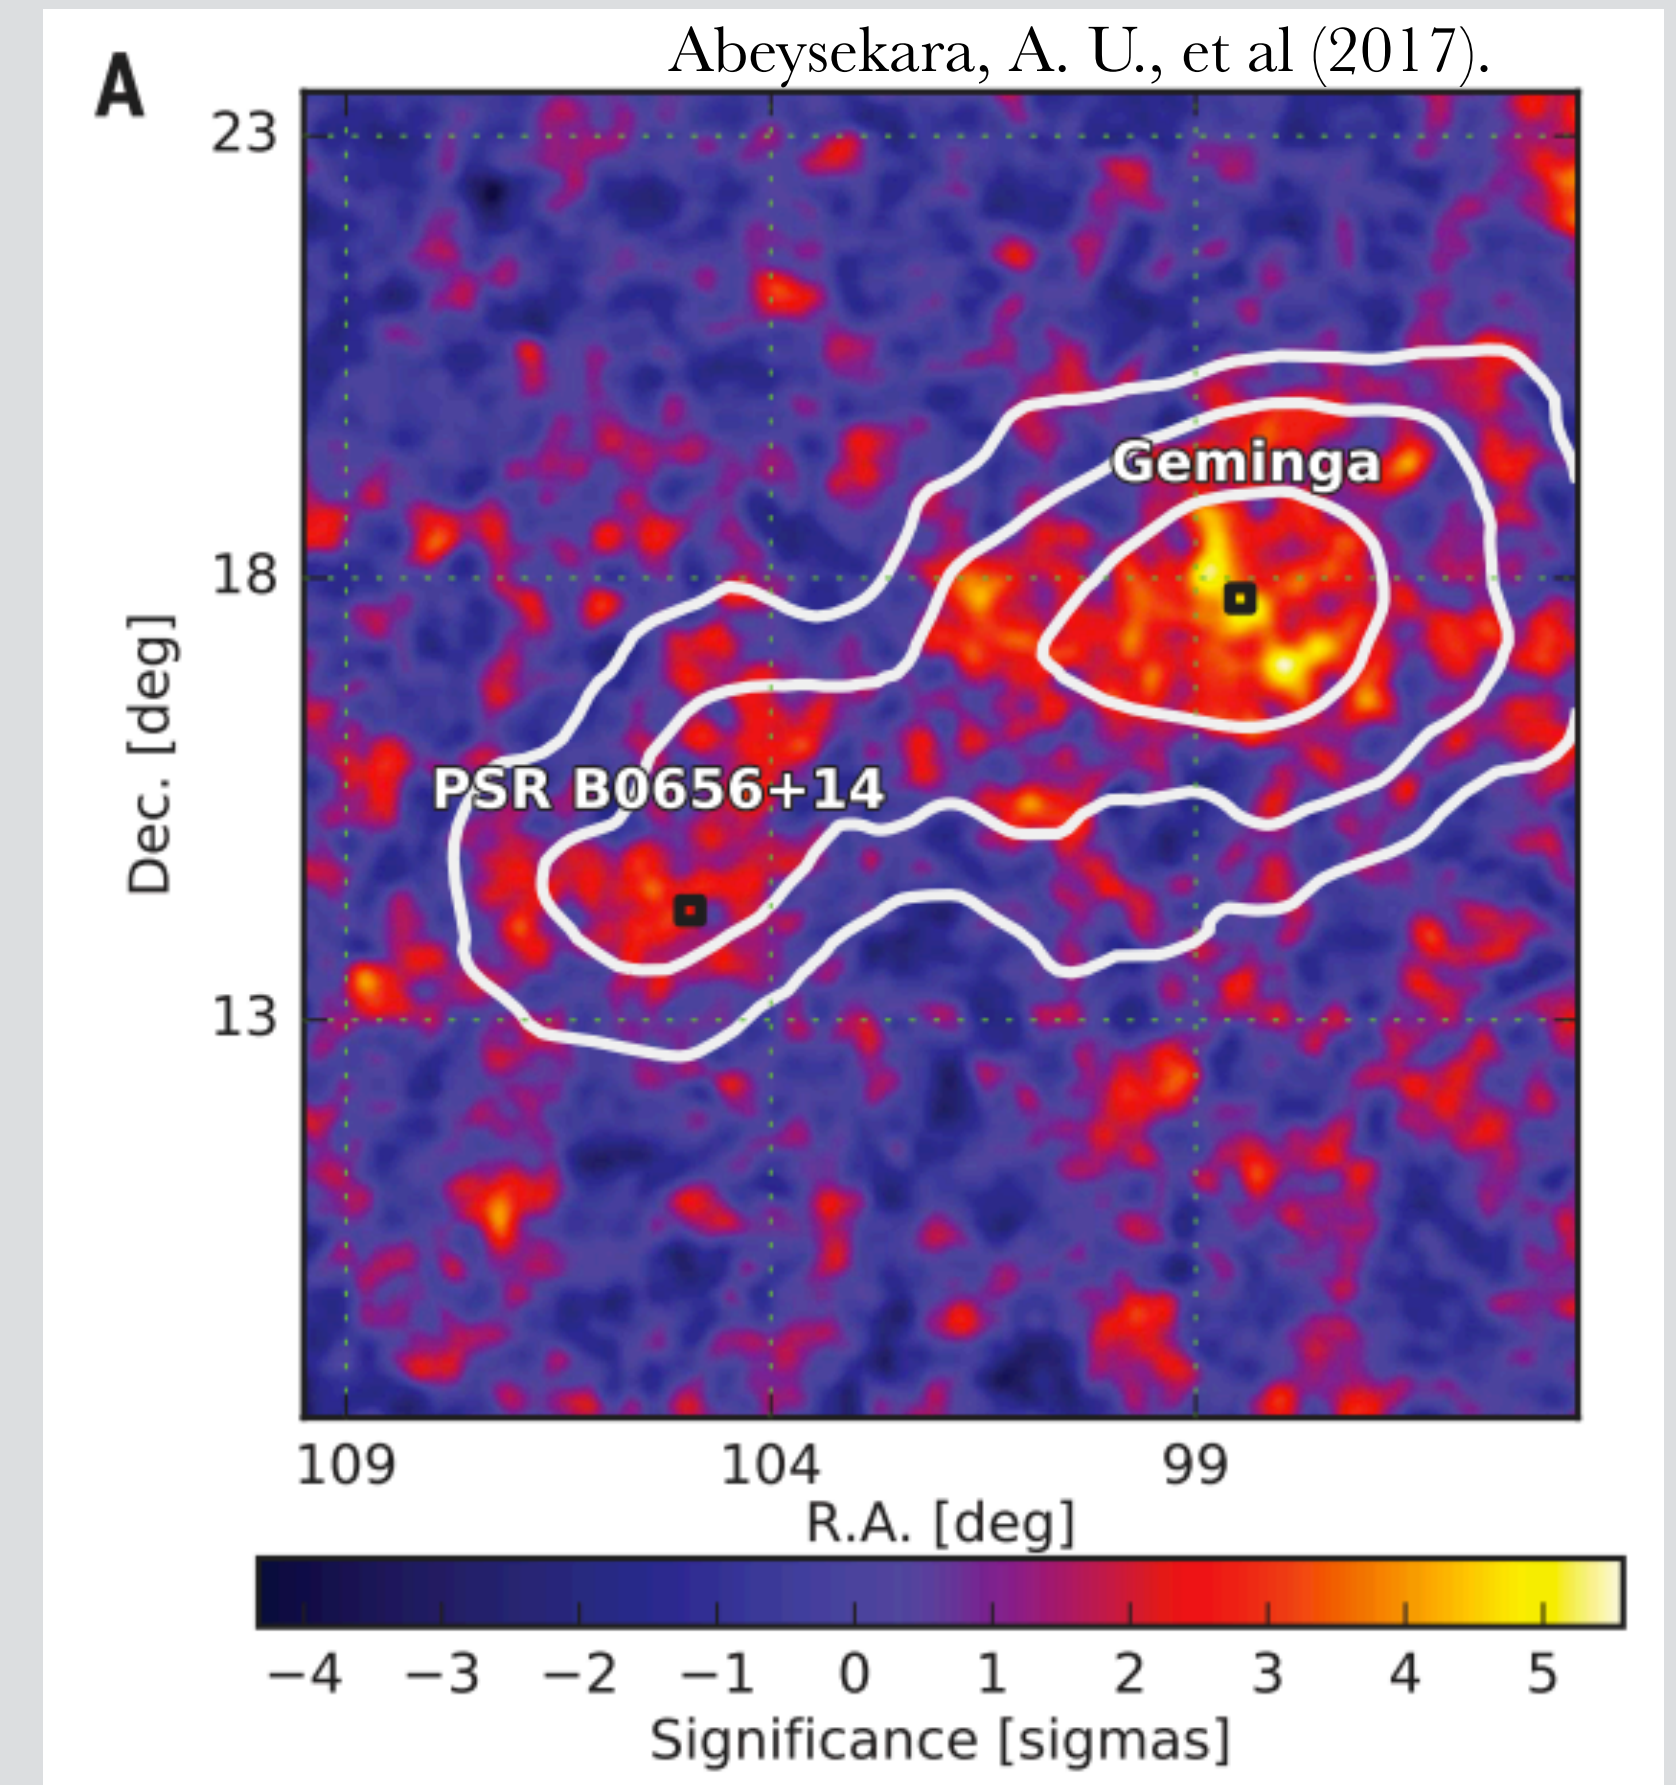 Abeysekara, A. U., et al (2017).
A
23
Geminga
18
PSR B0656+14
Dec. [deg]
13
109 104 99
R.A. [deg]
−4 −3 −2 −1 0 1 2 3 4 5
Significance [sigmas]